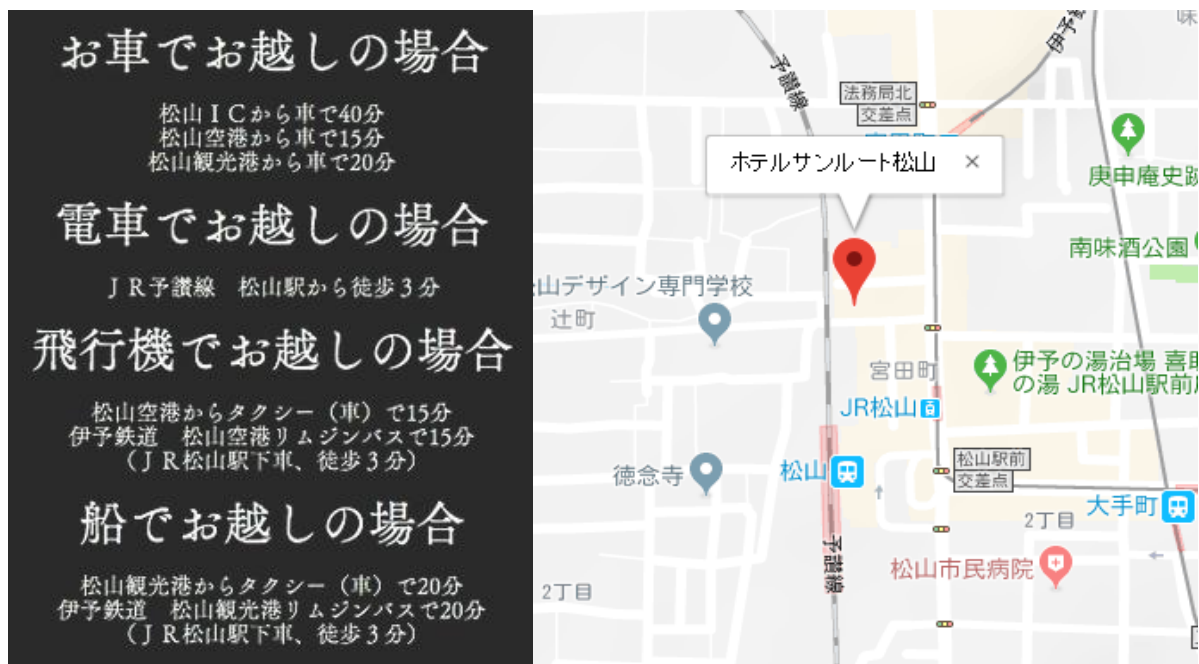 お車でお越しの場合
松山ＩＣから車で40分
松山空港から車で15分
松山観光港から車で20分
電車でお越しの場合
ＪＲ予讃線　松山駅から徒歩３分
飛行機でお越しの場合
松山空港からタクシー（車）で15分
伊予鉄道　松山空港リムジンバスで15分
（ＪＲ松山駅下車、徒歩３分）
船でお越しの場合
松山観光港からタクシー（車）で20分
伊予鉄道　松山観光港リムジンバスで20分
（ＪＲ松山駅下車、徒歩３分）
味
伊予
予讃線
法務局北
交差点
ホテルサンルート松山
×
庚申庵史跡
南味酒公園
山デザイン専門学校
辻町
宮田町
伊予の湯治場 喜助
の湯 JR松山駅前
JR松山
松山駅前
交差点
徳念寺
松山
大手町
2丁目
予讃線
松山市民病院
2丁目